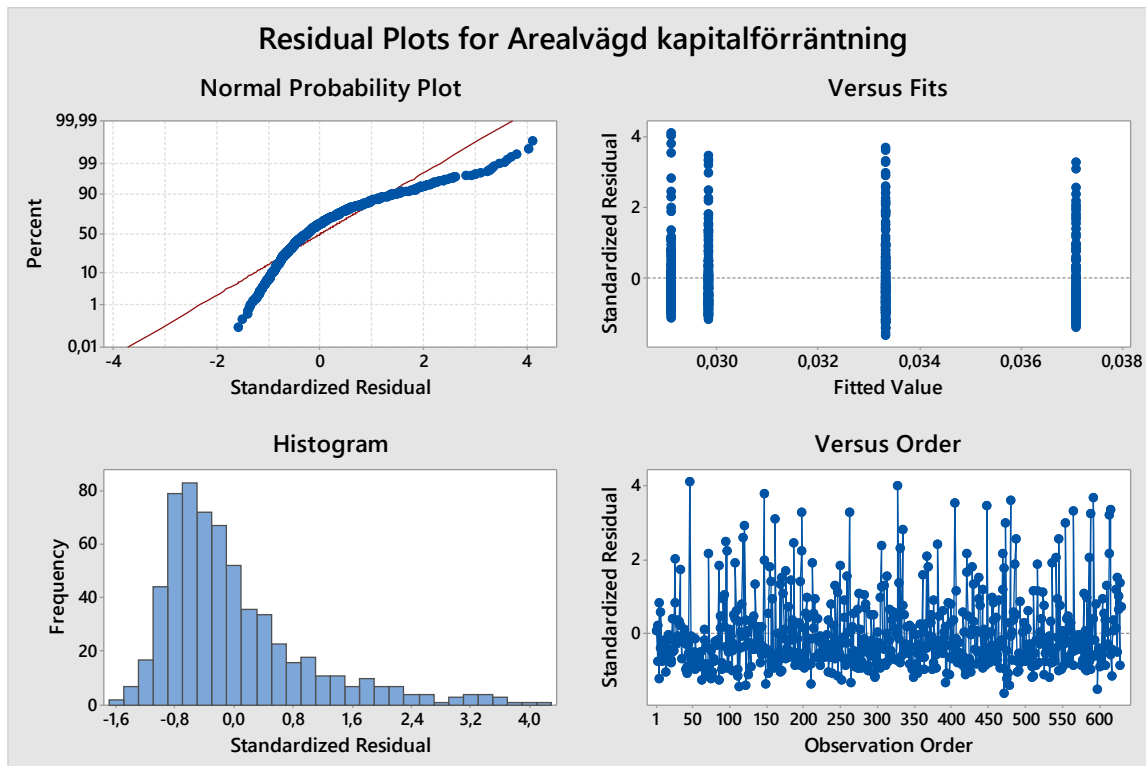 Residual Plots for Arealvägd kapitalförräntning
Normal Probability Plot
99,99
99
90
50
10
1
0,01
Percent
-4 -2 0 2 4
Standardized Residual
Versus Fits
4
2
0
Standardized Residual
0,030 0,032 0,034 0,036 0,038
Fitted Value
Histogram
80
60
40
20
0
Frequency
-1,6 -0,8 0,0 0,8 1,6 2,4 3,2 4,0
Standardized Residual
Versus Order
4
2
0
Standardized Residual
1 50 100 150 200 250 300 350 400 450 500 550 600
Observation Order